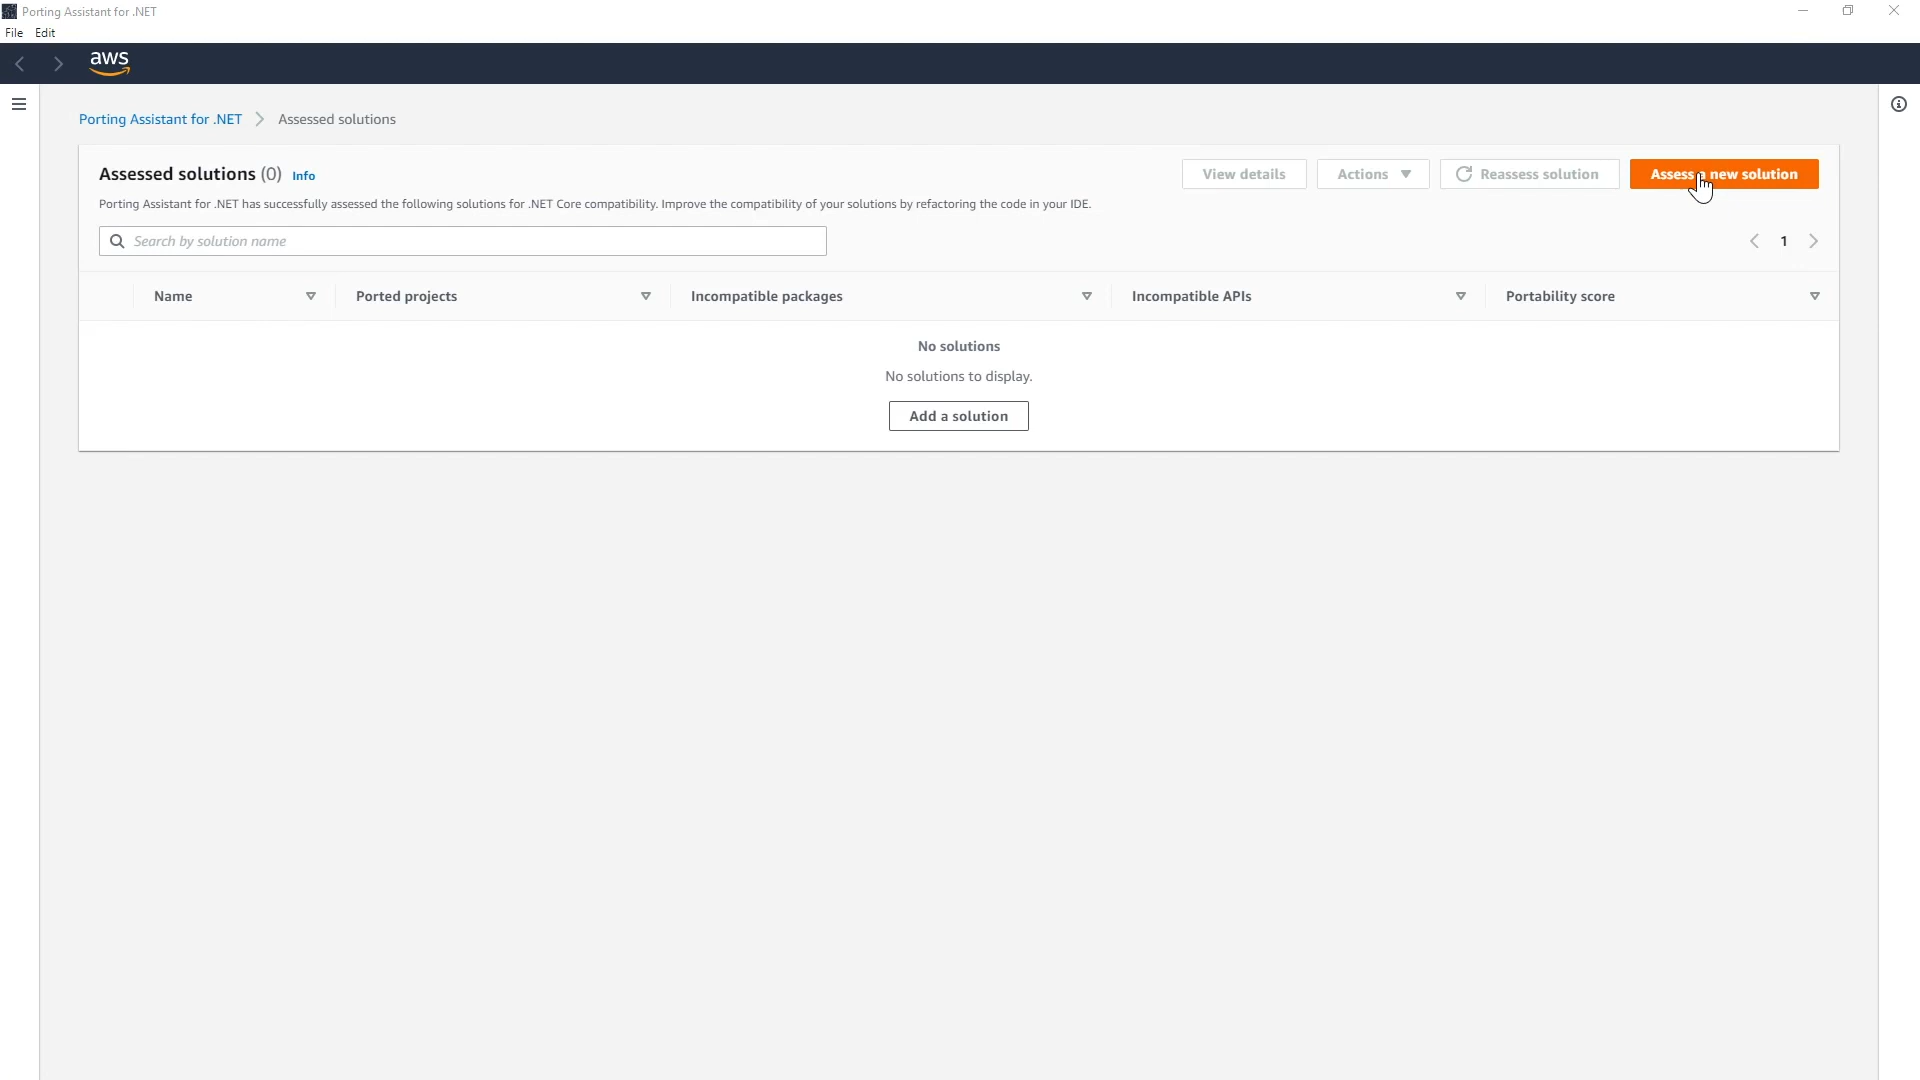 Porting Assistant for .NET
File Edit
aws
Porting Assistant for .NET Assessed solutions
Assessed solutions (0) Info
View details Actions Reassess solution Assess a new solution
Porting Assistant for .NET has successfully assessed the following solutions for .NET Core compatibility. Improve the compatibility of your solutions by refactoring the code in your IDE.
Search by solution name
1
Name Ported projects Incompatible packages Incompatible APIs Portability score
No solutions
No solutions to display.
Add a solution